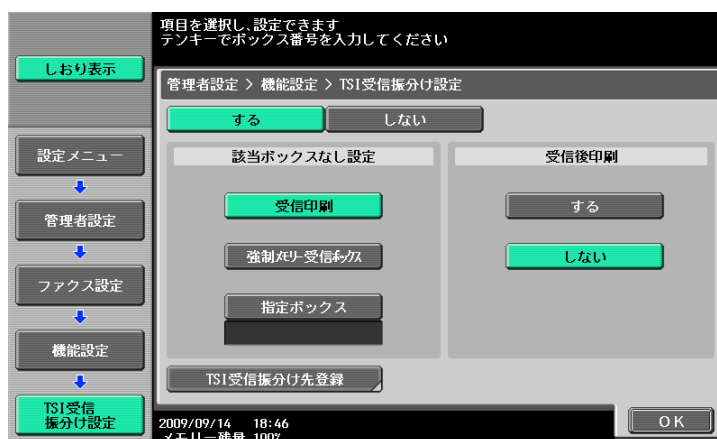 項目を選択し、設定できます
テンキーでボックス番号を入力してください
しおり表示
管理者設定 > 機能設定 > TSI受信振分け設定
する
しない
設定メニュー
管理者設定
ファクス設定
機能設定
TSI受信
振分け設定
該当ボックスなし設定
受信印刷
強制ﾒﾓﾘｰ受信ﾎﾞｯｸｽ
指定ボックス
受信後印刷
する
しない
TSI受信振分け先登録
2009/09/14 18:46
メモリー残量 100%
OK